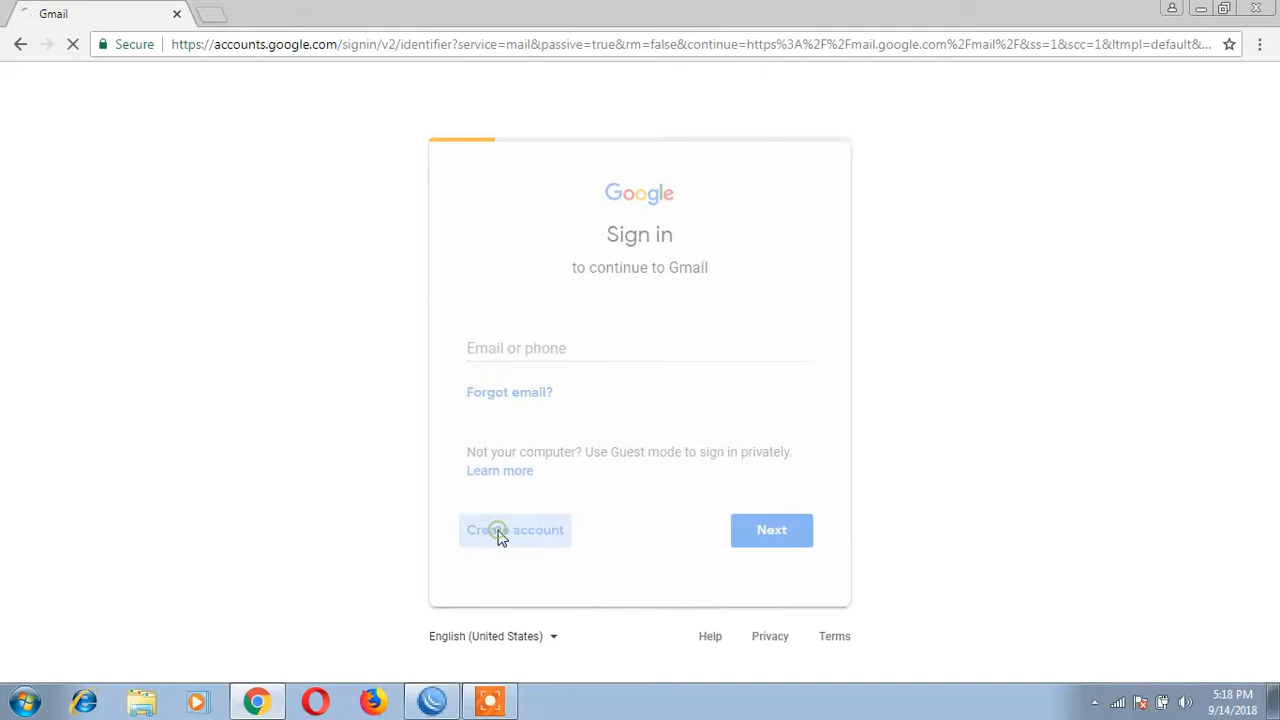 Gmail
Secure
https://accounts.google.com/signin/v2/identifier?service=mail&passive=true&rm=false&continue=https%3A%2F%2Fmail.google.com%2Fmail%2F&ss=1&scc=1&ltmpl=default&...
Google
Sign in
to continue to Gmail
Email or phone
Forgot email?
Not your computer? Use Guest mode to sign in privately.
Learn more
Create account
Next
English (United States)
Help
Privacy
Terms
5:18 PM
9/14/2018